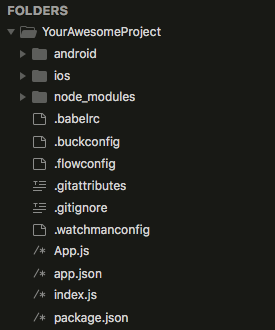 FOLDERS
YourAwesomeProject
android
ios
node_modules
.babelrc
.buckconfig
.flowconfig
.gitattributes
.gitignore
.watchmanconfig
/* App.js
app.json
/* index.js
/* package.json